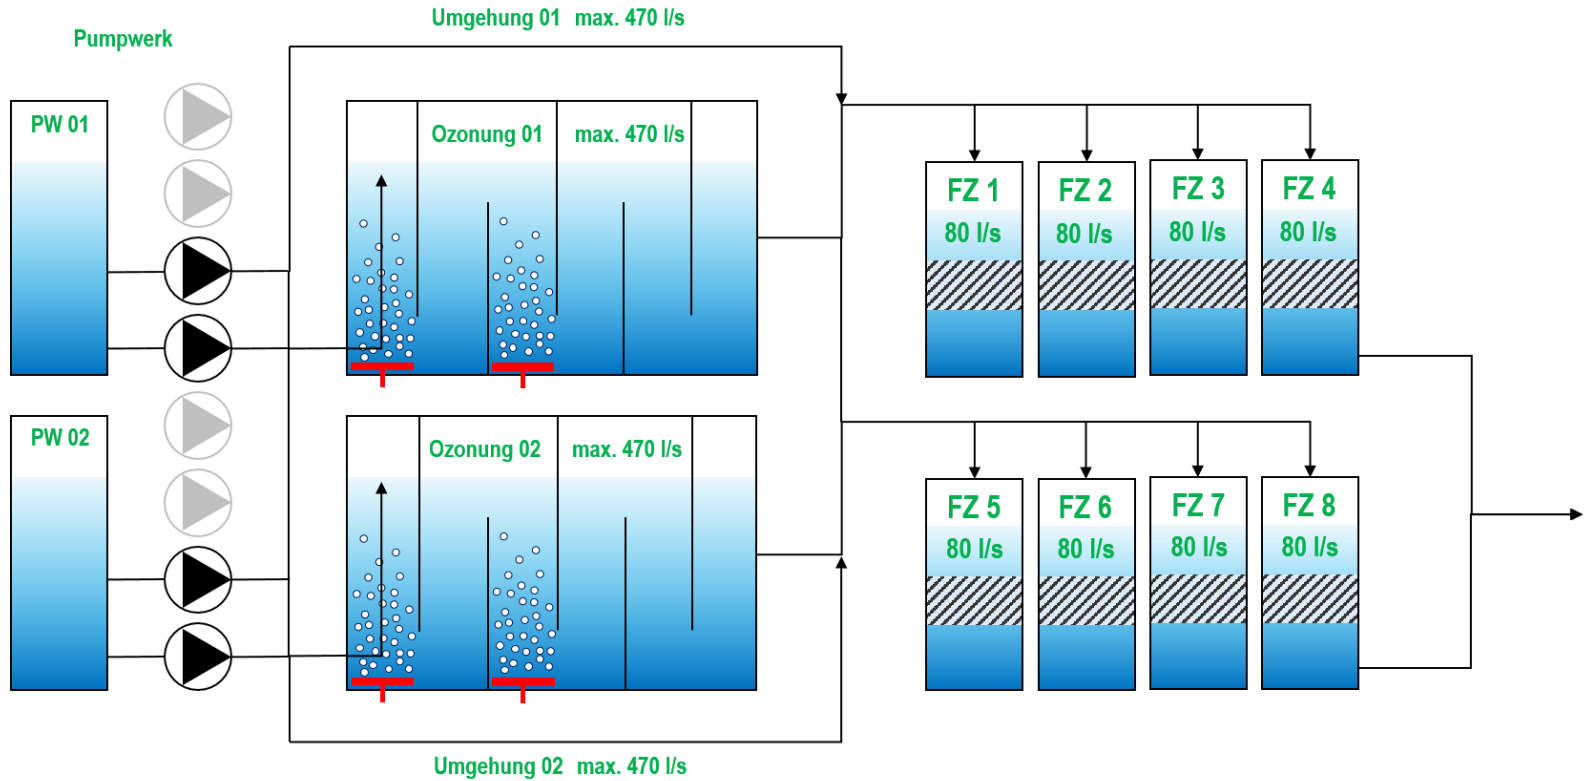 Umgehung 01 max. 470 l/s
Pumpwerk
PW 01
Ozonung 01 max. 470 l/s
FZ 1 FZ 2 FZ 3 FZ 4
80 l/s 80 l/s 80 l/s 80 l/s
PW 02
Ozonung 02 max. 470 l/s
FZ 5 FZ 6 FZ 7 FZ 8
80 l/s 80 l/s 80 l/s 80 l/s
Umgehung 02 max. 470 l/s